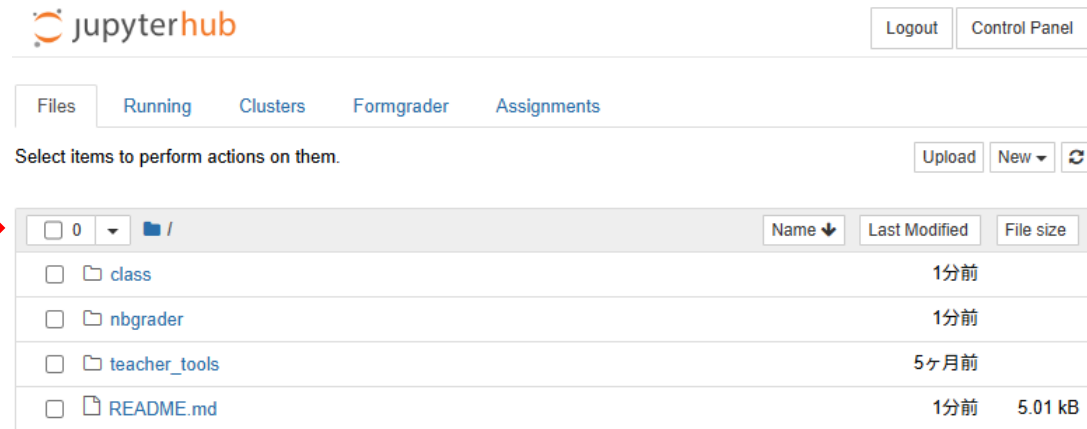 jupyterhub
Logout Control Panel
Files Running Clusters Formgrader Assignments
Select items to perform actions on them.
Upload New
0 / Name Last Modified File size
class 1分前
nbgrader 1分前
teacher_tools 5ヶ月前
README.md 1分前 5.01 kB